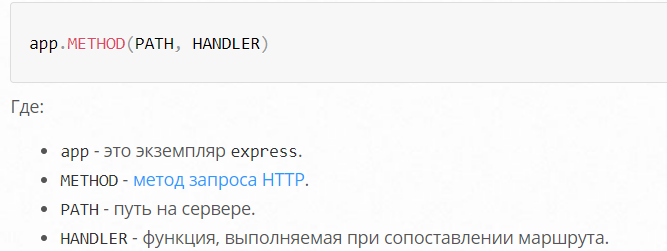 app.METHOD(PATH, HANDLER)
Где:
• app - это экземпляр express.
• METHOD - метод запроса HTTP.
• PATH - путь на сервере.
• HANDLER - функция, выполняемая при сопоставлении маршрута.